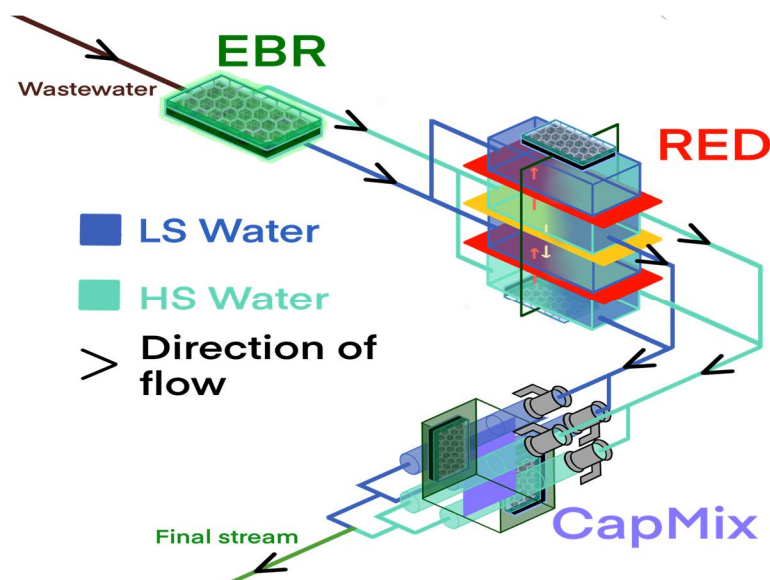 EBR
Wastewater
RED
LS Water
HS Water
> Direction of
flow
CapMix
Final stream